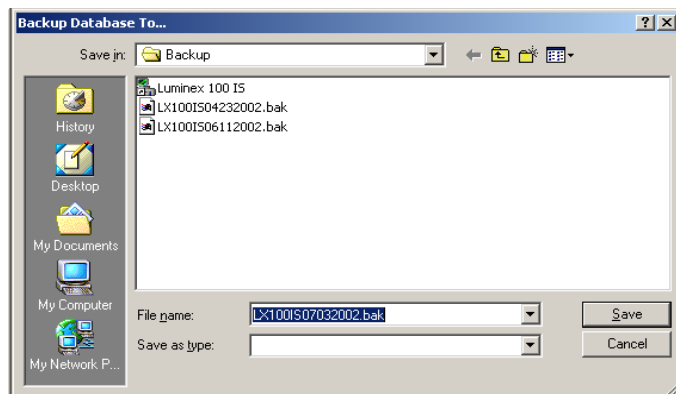 Backup Database To...
Save in: Backup
Luminex 100 IS
LX100IS04232002.bak
LX100IS06112002.bak
History
Desktop
My Documents
My Computer
My Network P...
File name: LX100IS07032002.bak Save
Save as type: Cancel